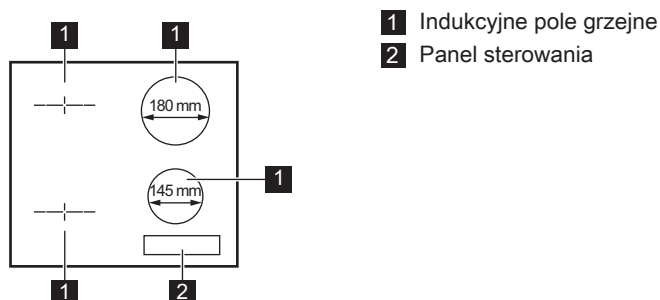 1 1
180 mm
145 mm
1
1 2
1 Indukcyjne pole grzejne
2 Panel sterowania